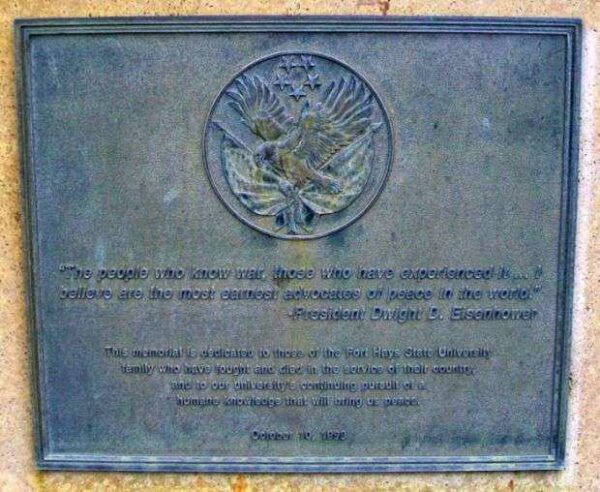 "The people who know war, those who have experienced it ... I
believe are the most earnest advocates of peace in the world."
-President Dwight D. Eisenhower
This memorial is dedicated to those of the Fort Hays State University
family who have fought and died in the service of their country,
and to our university's continuing pursuit of a
humane knowledge that will bring us peace.
October 10,